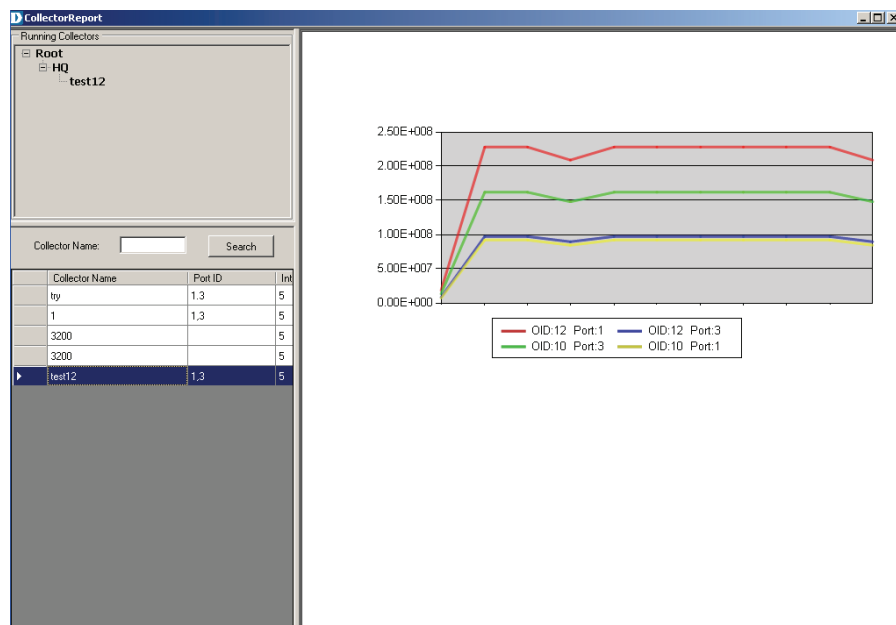 CollectorReport
Running Collectors
Root
HQ
test12
Collector Name: Search
Collector Name Port ID Int
try 1.3 5
1 1,3 5
3200 5
3200 5
test12 1,3 5
2.50E+008
2.00E+008
1.50E+008
1.00E+008
5.00E+007
0.00E+000
OID:12 Port:1 OID:12 Port:3
OID:10 Port:3 OID:10 Port:1